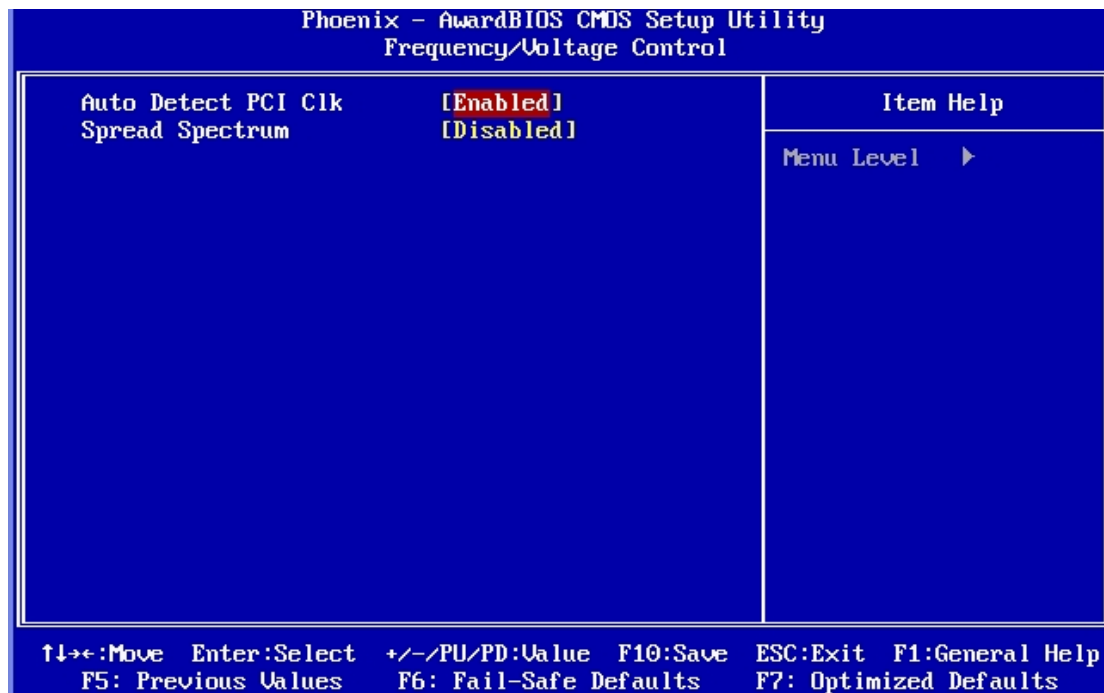 Phoenix - AwardBIOS CMOS Setup Utility
Frequency/Voltage Control
Auto Detect PCI Clk [Enabled]
Spread Spectrum [Disabled]
Item Help
Menu Level ▶
↑↓→←:Move Enter:Select +/-/PU/PD:Value F10:Save ESC:Exit F1:General Help
F5: Previous Values F6: Fail-Safe Defaults F7: Optimized Defaults